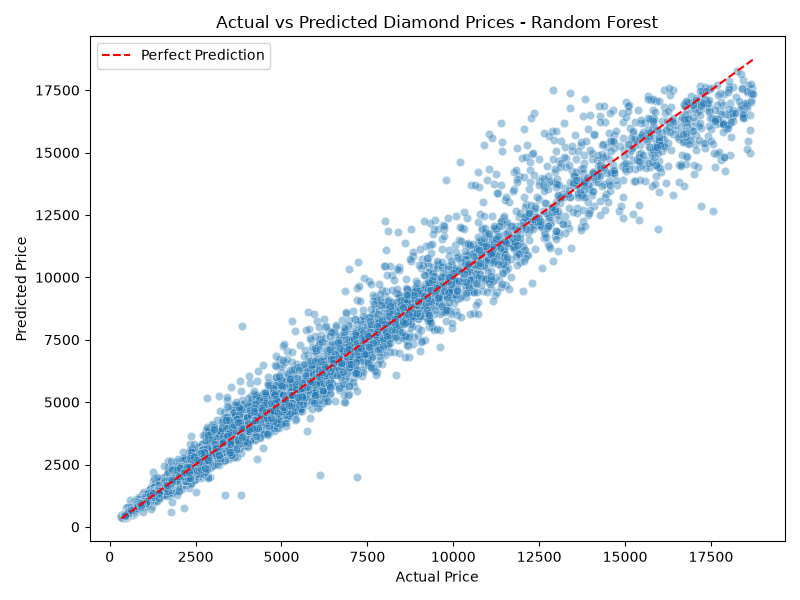 Actual vs Predicted Diamond Prices - Random Forest
Perfect Prediction
17500
15000
12500
10000
7500
5000
2500
0
Predicted Price
0 2500 5000 7500 10000 12500 15000 17500
Actual Price